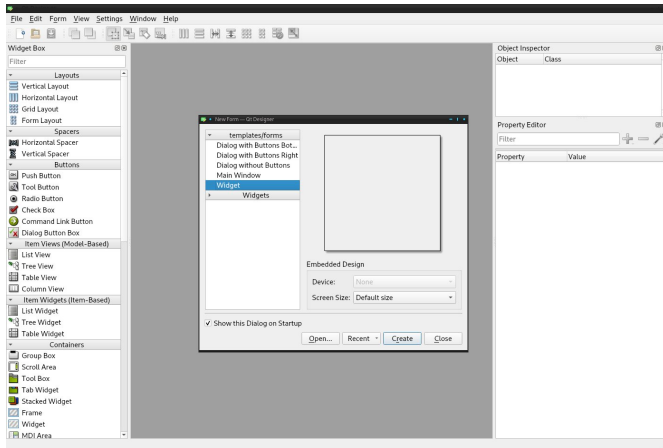 File Edit Form View Settings Window Help
Widget Box
Filter
Layouts
Vertical Layout
Horizontal Layout
Grid Layout
Form Layout
Spacers
Horizontal Spacer
Vertical Spacer
Buttons
Push Button
Tool Button
Radio Button
Check Box
Command Link Button
Dialog Button Box
Item Views (Model-Based)
List View
Tree View
Table View
Column View
Item Widgets (Item-Based)
List Widget
Tree Widget
Table Widget
Containers
Group Box
Scroll Area
Tool Box
Tab Widget
Stacked Widget
Frame
Widget
MDI Area
New Form — Qt Designer
templates/forms
Dialog with Buttons Bot...
Dialog with Buttons Right
Dialog without Buttons
Main Window
Widget
Widgets
Embedded Design
Device: None
Screen Size: Default size
Show this Dialog on Startup
Open... Recent Create Close
Object Inspector
Object Class
Property Editor
Filter
Property Value